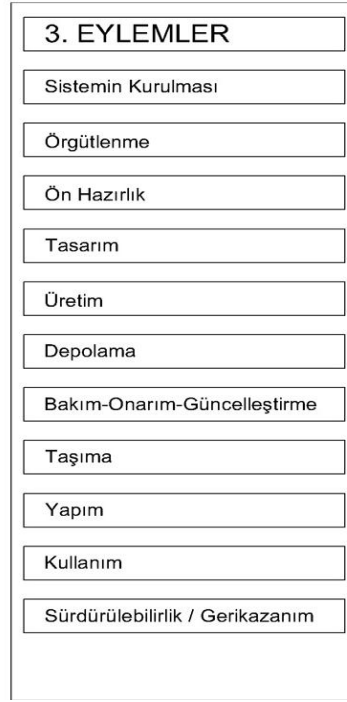 3. EYLEMLER
Sistemin Kurulması
Örgütlenme
Ön Hazırlık
Tasarım
Üretim
Depolama
Bakım-Onarım-Güncelleştirme
Taşıma
Yapım
Kullanım
Sürdürülebilirlik / Gerikazanım